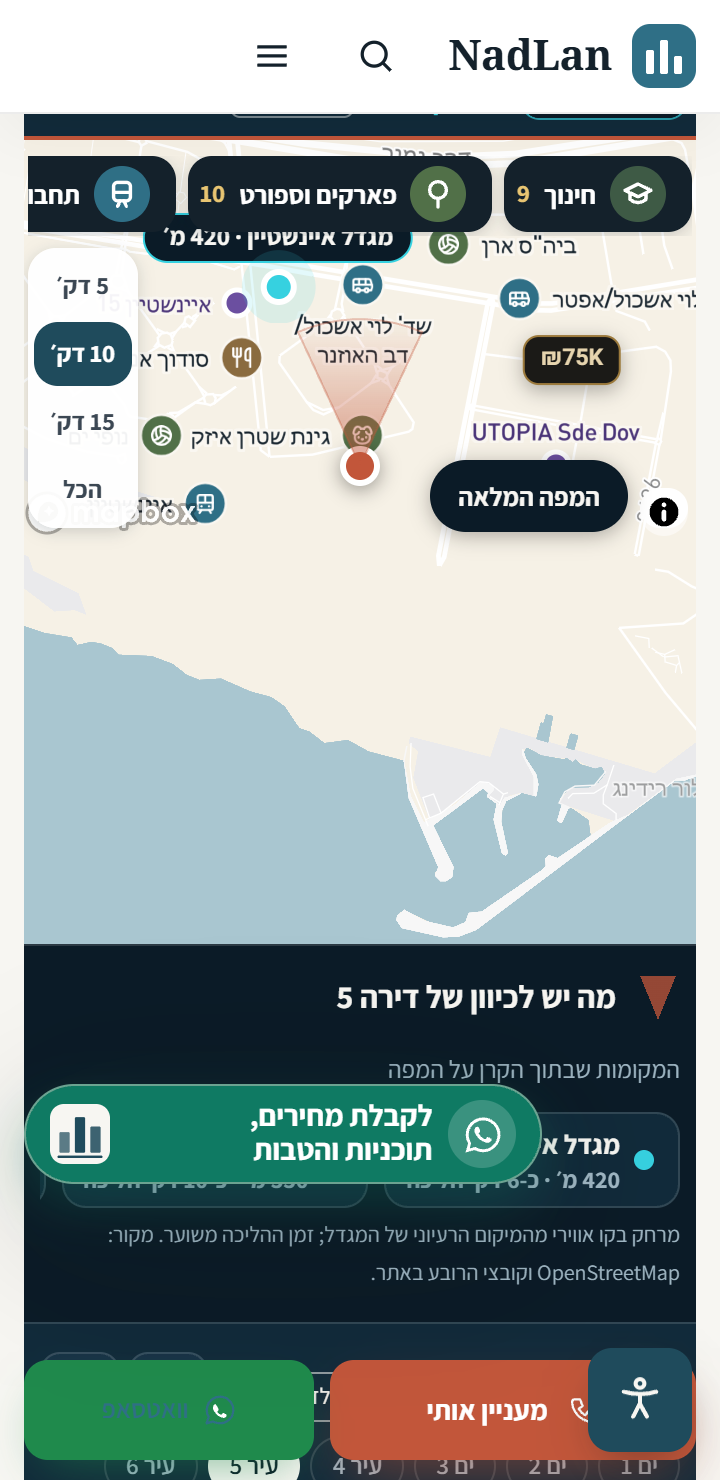 NadLan
חינוך 9
פארקים וספורט 10
תחבו
מגדל איינשטיין · 420 מ׳
ביה"ס ארן
5 דק׳
10 דק׳
15 דק׳
הכל
איינשטיין 15
לוי אשכול/אפטר
שד' לוי אשכול/
דב האוזנר
סודוך א
₪75K
גינת שטרן איזק
נופי ים
UTOPIA Sde Dov
המפה המלאה
mapbox
מה יש לכיוון של דירה 5
המקומות שבתוך הקרן על המפה
לקבלת מחירים,
תוכניות והטבות
מגדל א
420 מ׳ · כ-6 דק׳ הליכה
מרחק בקו אווירי מהמיקום הרעיוני של המגדל; זמן ההליכה משוער. מקור:
OpenStreetMap וקובצי הרובע באתר.
מעניין אותי
וואטסאפ
ים 1
ים 2
ים 3
עיר 4
עיר 5
עיר 6